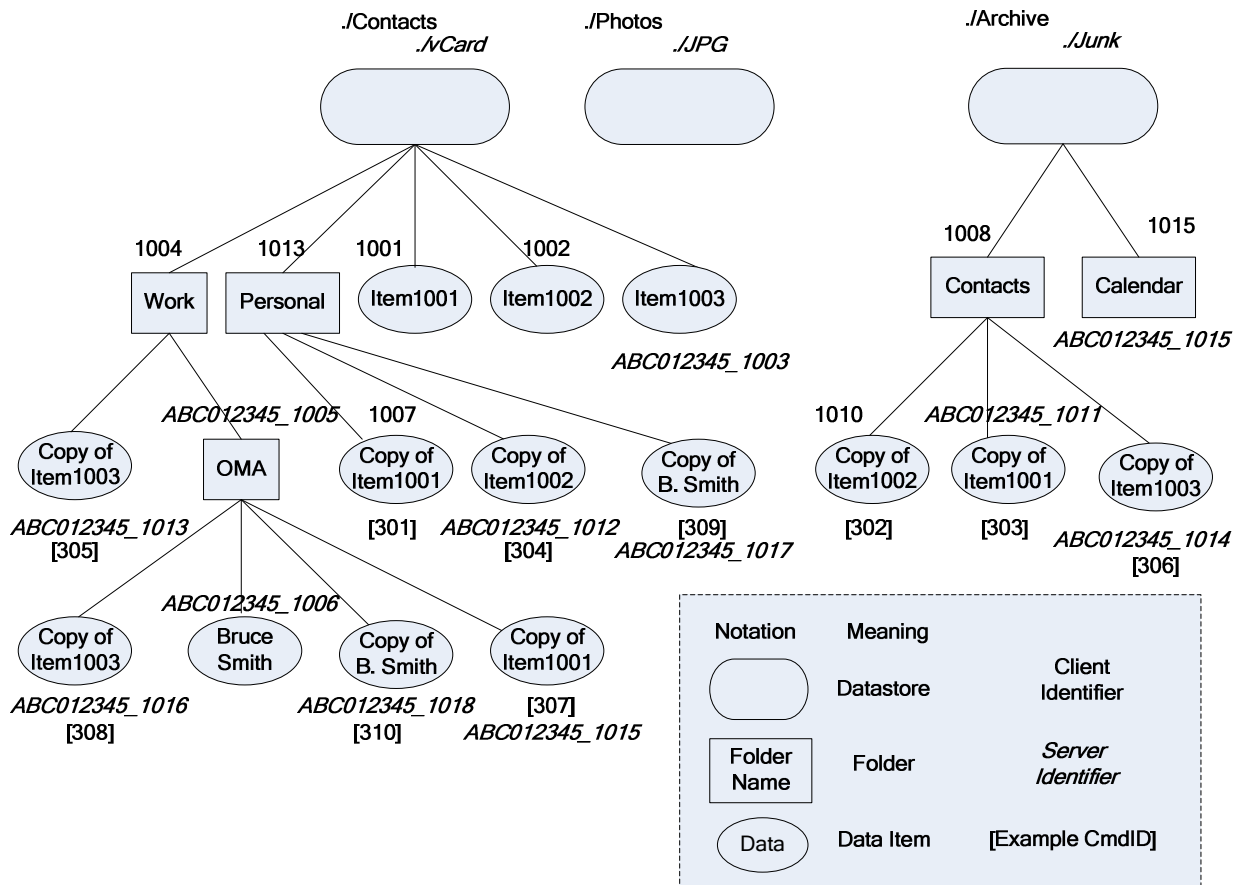 ./Contacts
./vCard
./Photos
./JPG
./Archive
./Junk
1004
1013
1001
1002
1008
1015
Work
Personal
Item1001
Item1002
Item1003
Contacts
Calendar
ABC012345_1003
ABC012345_1015
ABC012345_1005
1007
1010
ABC012345_1011
Copy of
Item1003
OMA
Copy of
Item1001
Copy of
Item1002
Copy of
B. Smith
Copy of
Item1002
Copy of
Item1001
Copy of
Item1003
ABC012345_1013
[305]
[301]
ABC012345_1012
[304]
[309]
ABC012345_1017
[302]
[303]
ABC012345_1014
[306]
ABC012345_1006
Copy of
Item1003
Bruce
Smith
Copy of
B. Smith
Copy of
Item1001
ABC012345_1016
[308]
ABC012345_1018
[310]
[307]
ABC012345_1015
Notation
Meaning
Datastore
Client
Identifier
Folder
Name
Folder
Server
Identifier
Data
Data Item
[Example CmdID]